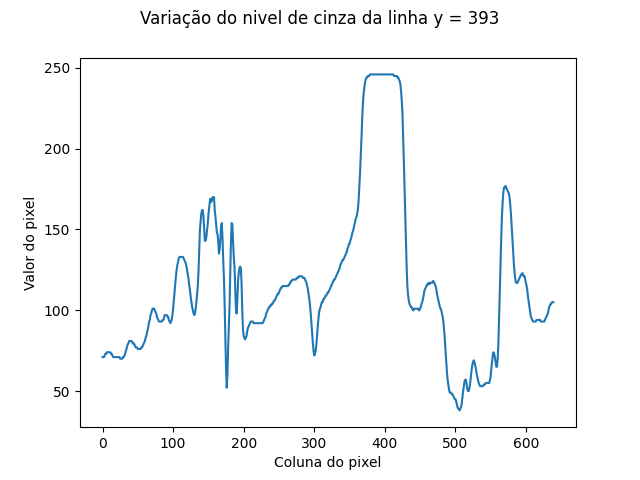 Variação do nivel de cinza da linha y = 393
250
200
150
100
50
Valor do pixel
0 100 200 300 400 500 600
Coluna do pixel